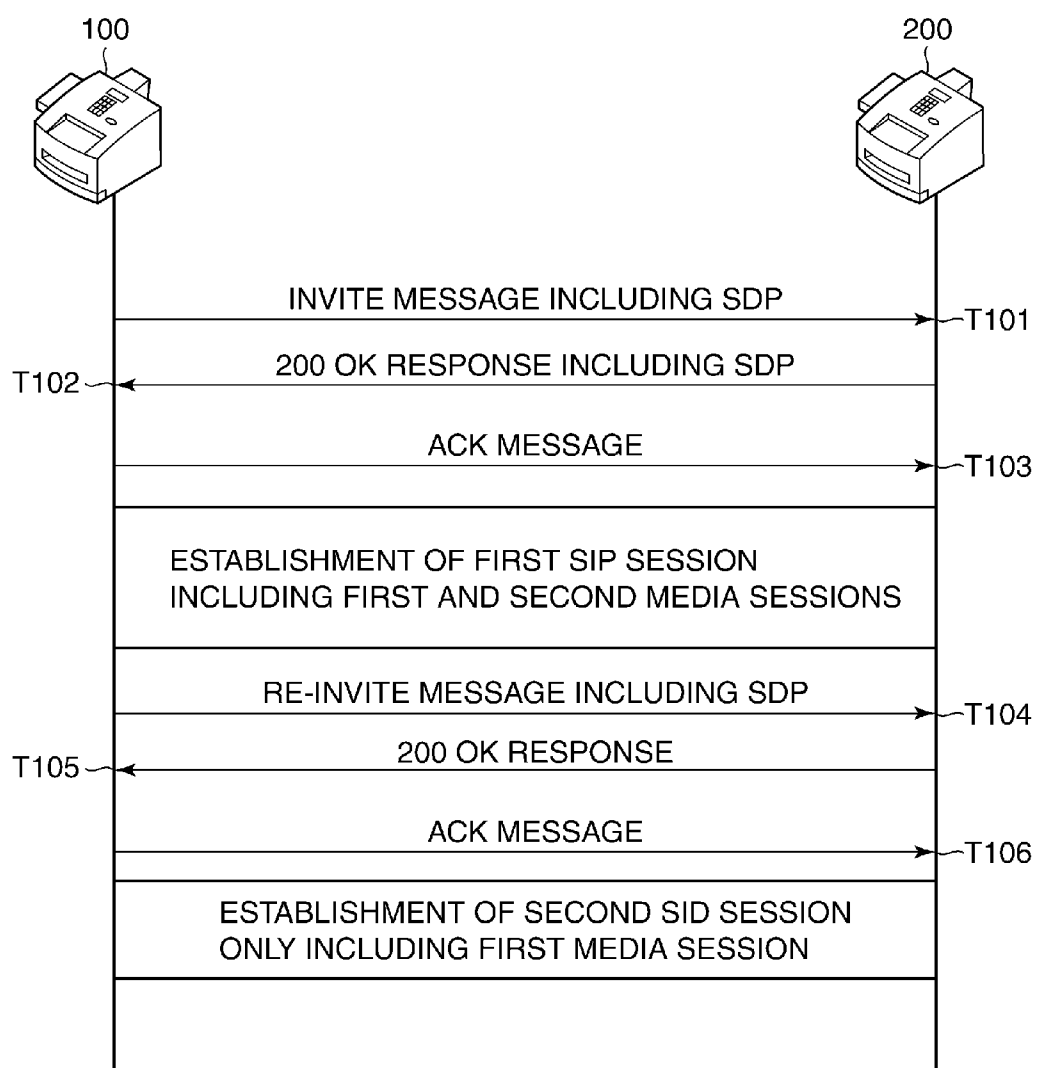 100
200
INVITE MESSAGE INCLUDING SDP
T101
200 OK RESPONSE INCLUDING SDP
T102
ACK MESSAGE
T103
ESTABLISHMENT OF FIRST SIP SESSION
INCLUDING FIRST AND SECOND MEDIA SESSIONS
RE-INVITE MESSAGE INCLUDING SDP
T104
200 OK RESPONSE
T105
ACK MESSAGE
T106
ESTABLISHMENT OF SECOND SID SESSION
ONLY INCLUDING FIRST MEDIA SESSION